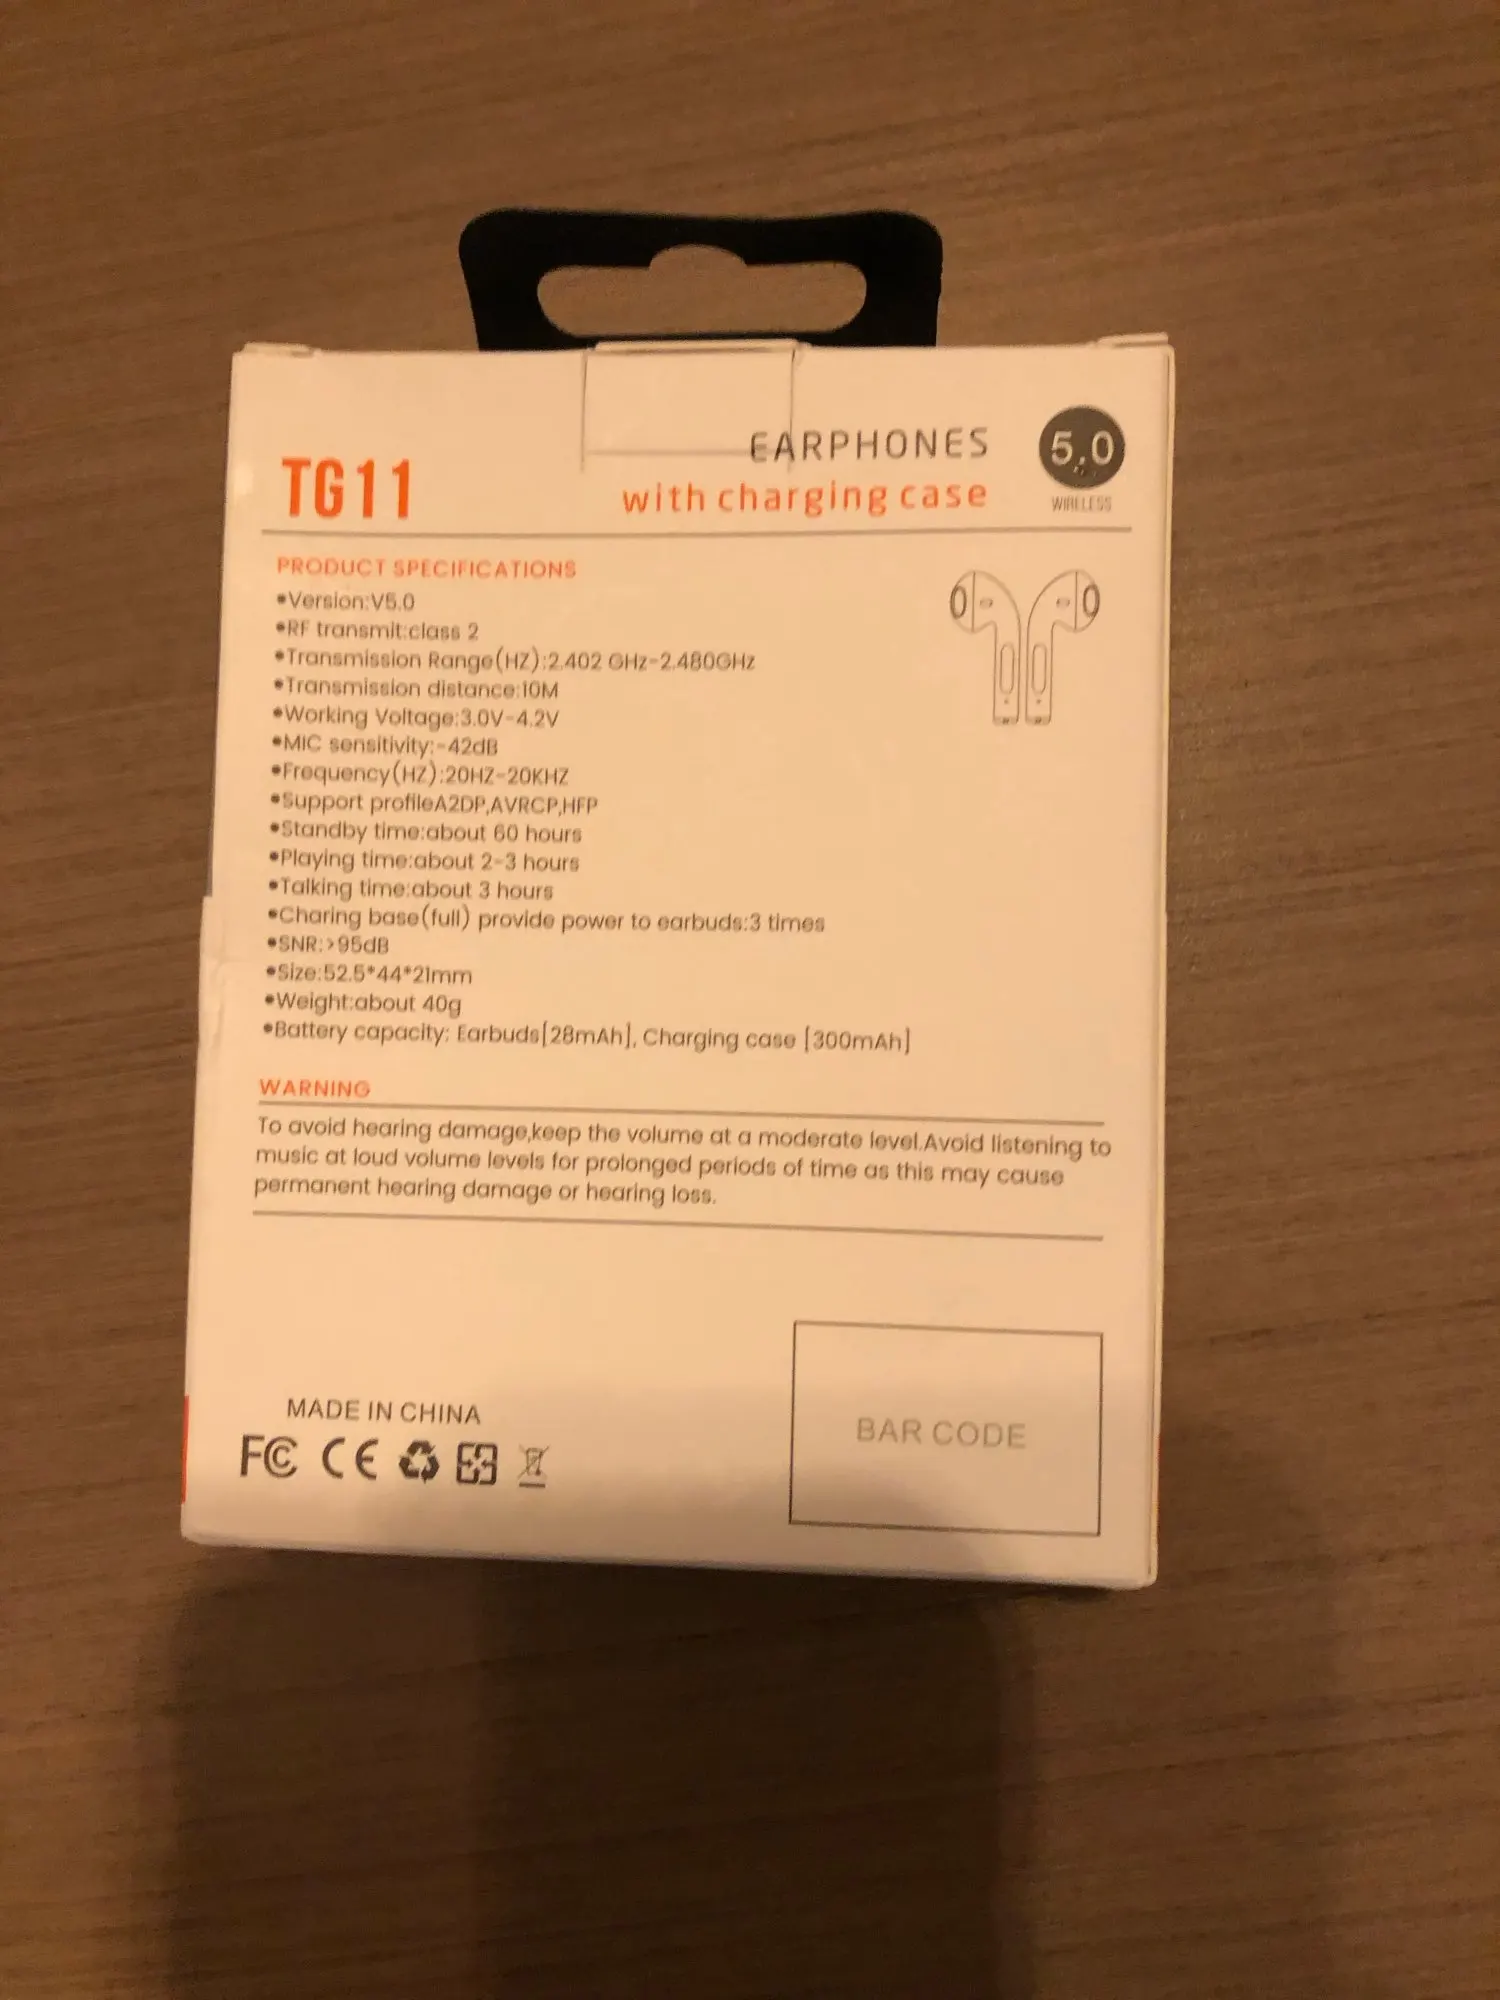 TG11
EARPHONES
with charging case
5.0
WIRELESS
PRODUCT SPECIFICATIONS
•Version:V5.0
•RF transmit:class 2
•Transmission Range(HZ):2.402 GHz-2.480GHz
•Transmission distance:10M
•Working Voltage:3.0V-4.2V
•MIC sensitivity:-42dB
•Frequency(HZ):20HZ-20KHZ
•Support profileA2DP,AVRCP,HFP
•Standby time:about 60 hours
•Playing time:about 2-3 hours
•Talking time:about 3 hours
•Charing base(full) provide power to earbuds:3 times
•SNR:>95dB
•Size:52.5*44*21mm
•Weight:about 40g
•Battery capacity: Earbuds[28mAh], Charging case [300mAh]
WARNING
To avoid hearing damage,keep the volume at a moderate level.Avoid listening to
music at loud volume levels for prolonged periods of time as this may cause
permanent hearing damage or hearing loss.
MADE IN CHINA
FC CE
BAR CODE